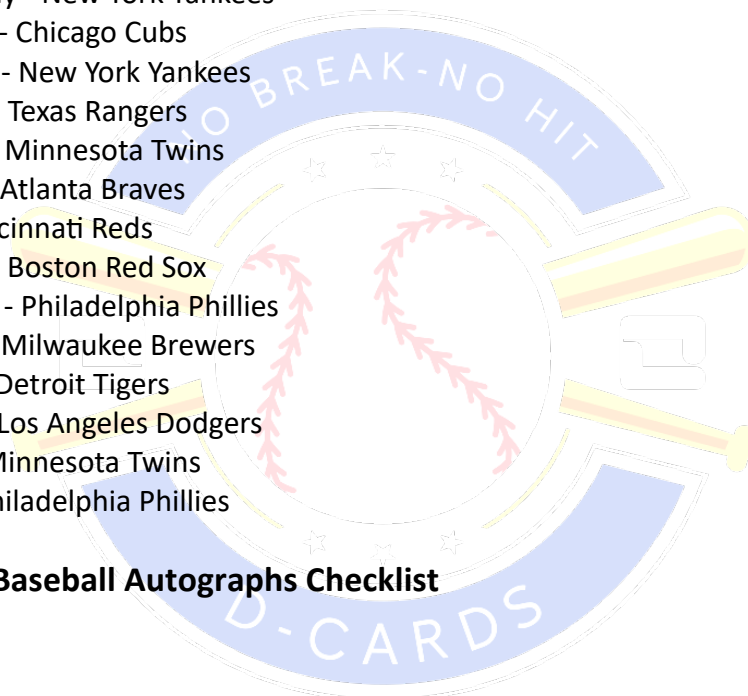 - New York Yankees
- Chicago Cubs
- New York Yankees
Texas Rangers
Minnesota Twins
Atlanta Braves
cinnati Reds
Boston Red Sox
- Philadelphia Phillies
Milwaukee Brewers
Detroit Tigers
Los Angeles Dodgers
Minnesota Twins
hiladelphia Phillies
Baseball Autographs Checklist
NO BREAK-NO HIT
D-CARDS